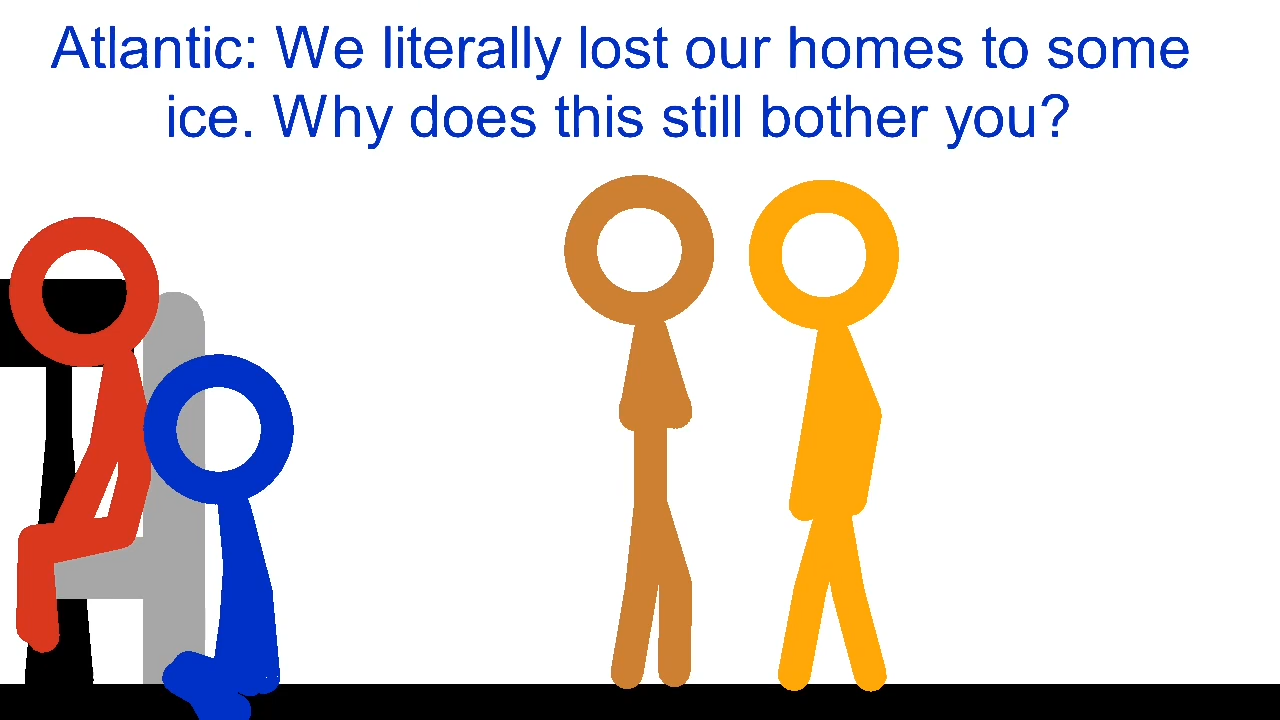 Atlantic: We literally lost our homes to some
ice. Why does this still bother you?